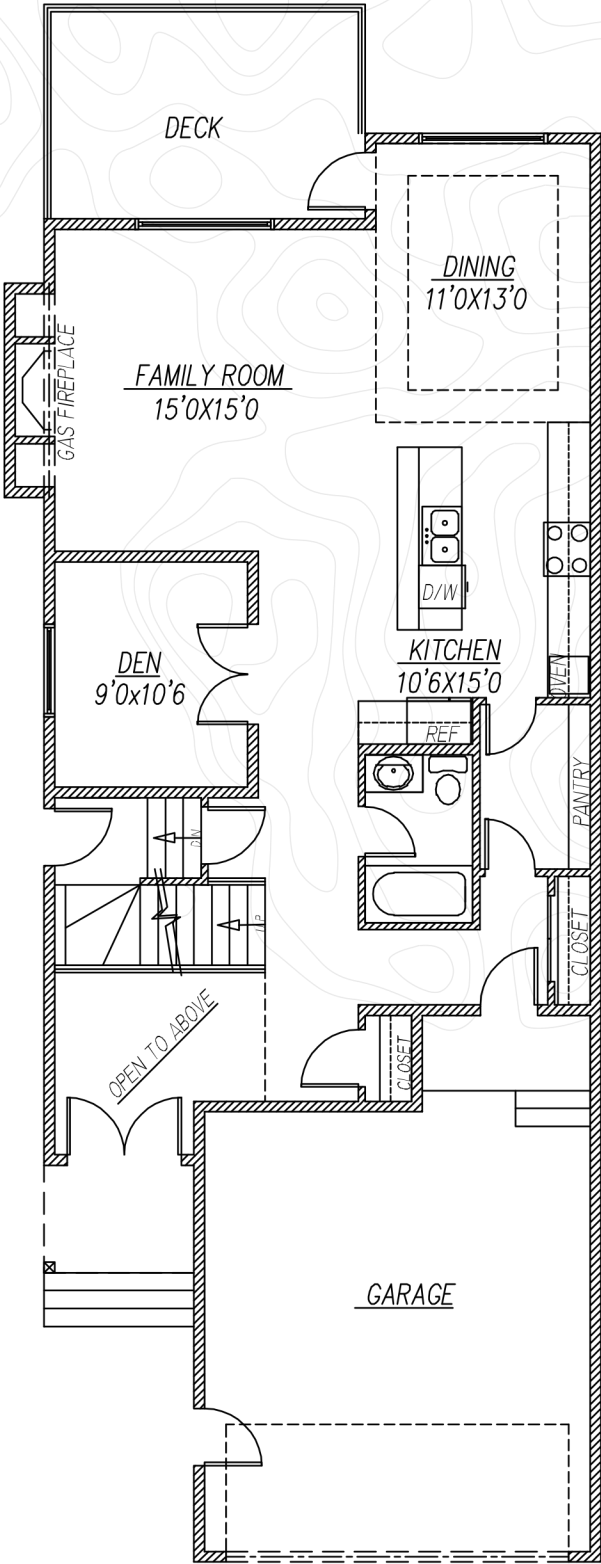 DECK
DINING
11'0X13'0
FAMILY ROOM
15'0X15'0
GAS FIREPLACE
D/W
KITCHEN
10'6X15'0
OVEN
DEN
9'0x10'6
REF
PANTRY
DN
UP
CLOSET
OPEN TO ABOVE
CLOSET
GARAGE